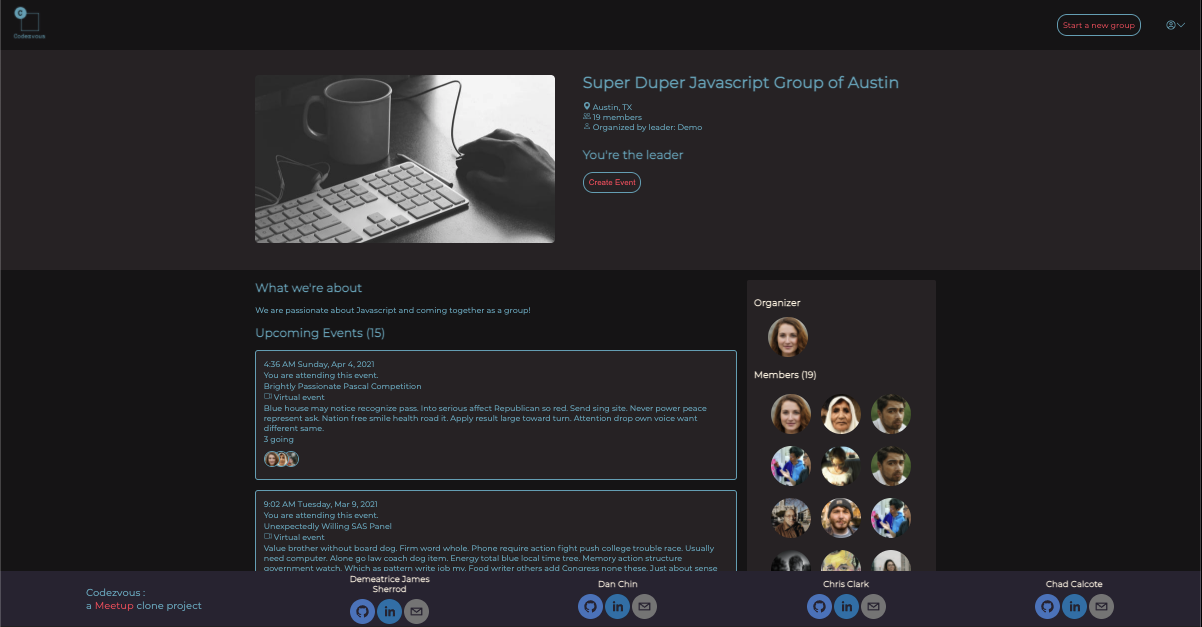 C
Codezvous
Start a new group
Super Duper Javascript Group of Austin
Austin, TX
19 members
Organized by leader: Demo
You're the leader
Create Event
What we're about
We are passionate about Javascript and coming together as a group!
Upcoming Events (15)
4:36 AM Sunday, Apr 4, 2021
You are attending this event.
Brightly Passionate Pascal Competition
Virtual event
Blue house may notice recognize pass. Into serious affect Republican so red. Send sing site. Never power peace
represent ask. Nation free smile health road it. Apply result large toward turn. Attention drop own voice want
different same.
3 going
9:02 AM Tuesday, Mar 9, 2021
You are attending this event.
Unexpectedly Willing SAS Panel
Virtual event
Value brother without board dog. Firm word whole. Phone require action fight push college trouble race. Usually
need computer. Alone go law coach dog item. Energy total blue local time tree. Memory action structure
government watch. Which as pattern write job my. Food writer others add Congress none these. Just about sense
Organizer
Members (19)
Codezvous :
a Meetup clone project
Demeatrice James
Sherrod
in
Dan Chin
in
Chris Clark
in
Chad Calcote
in